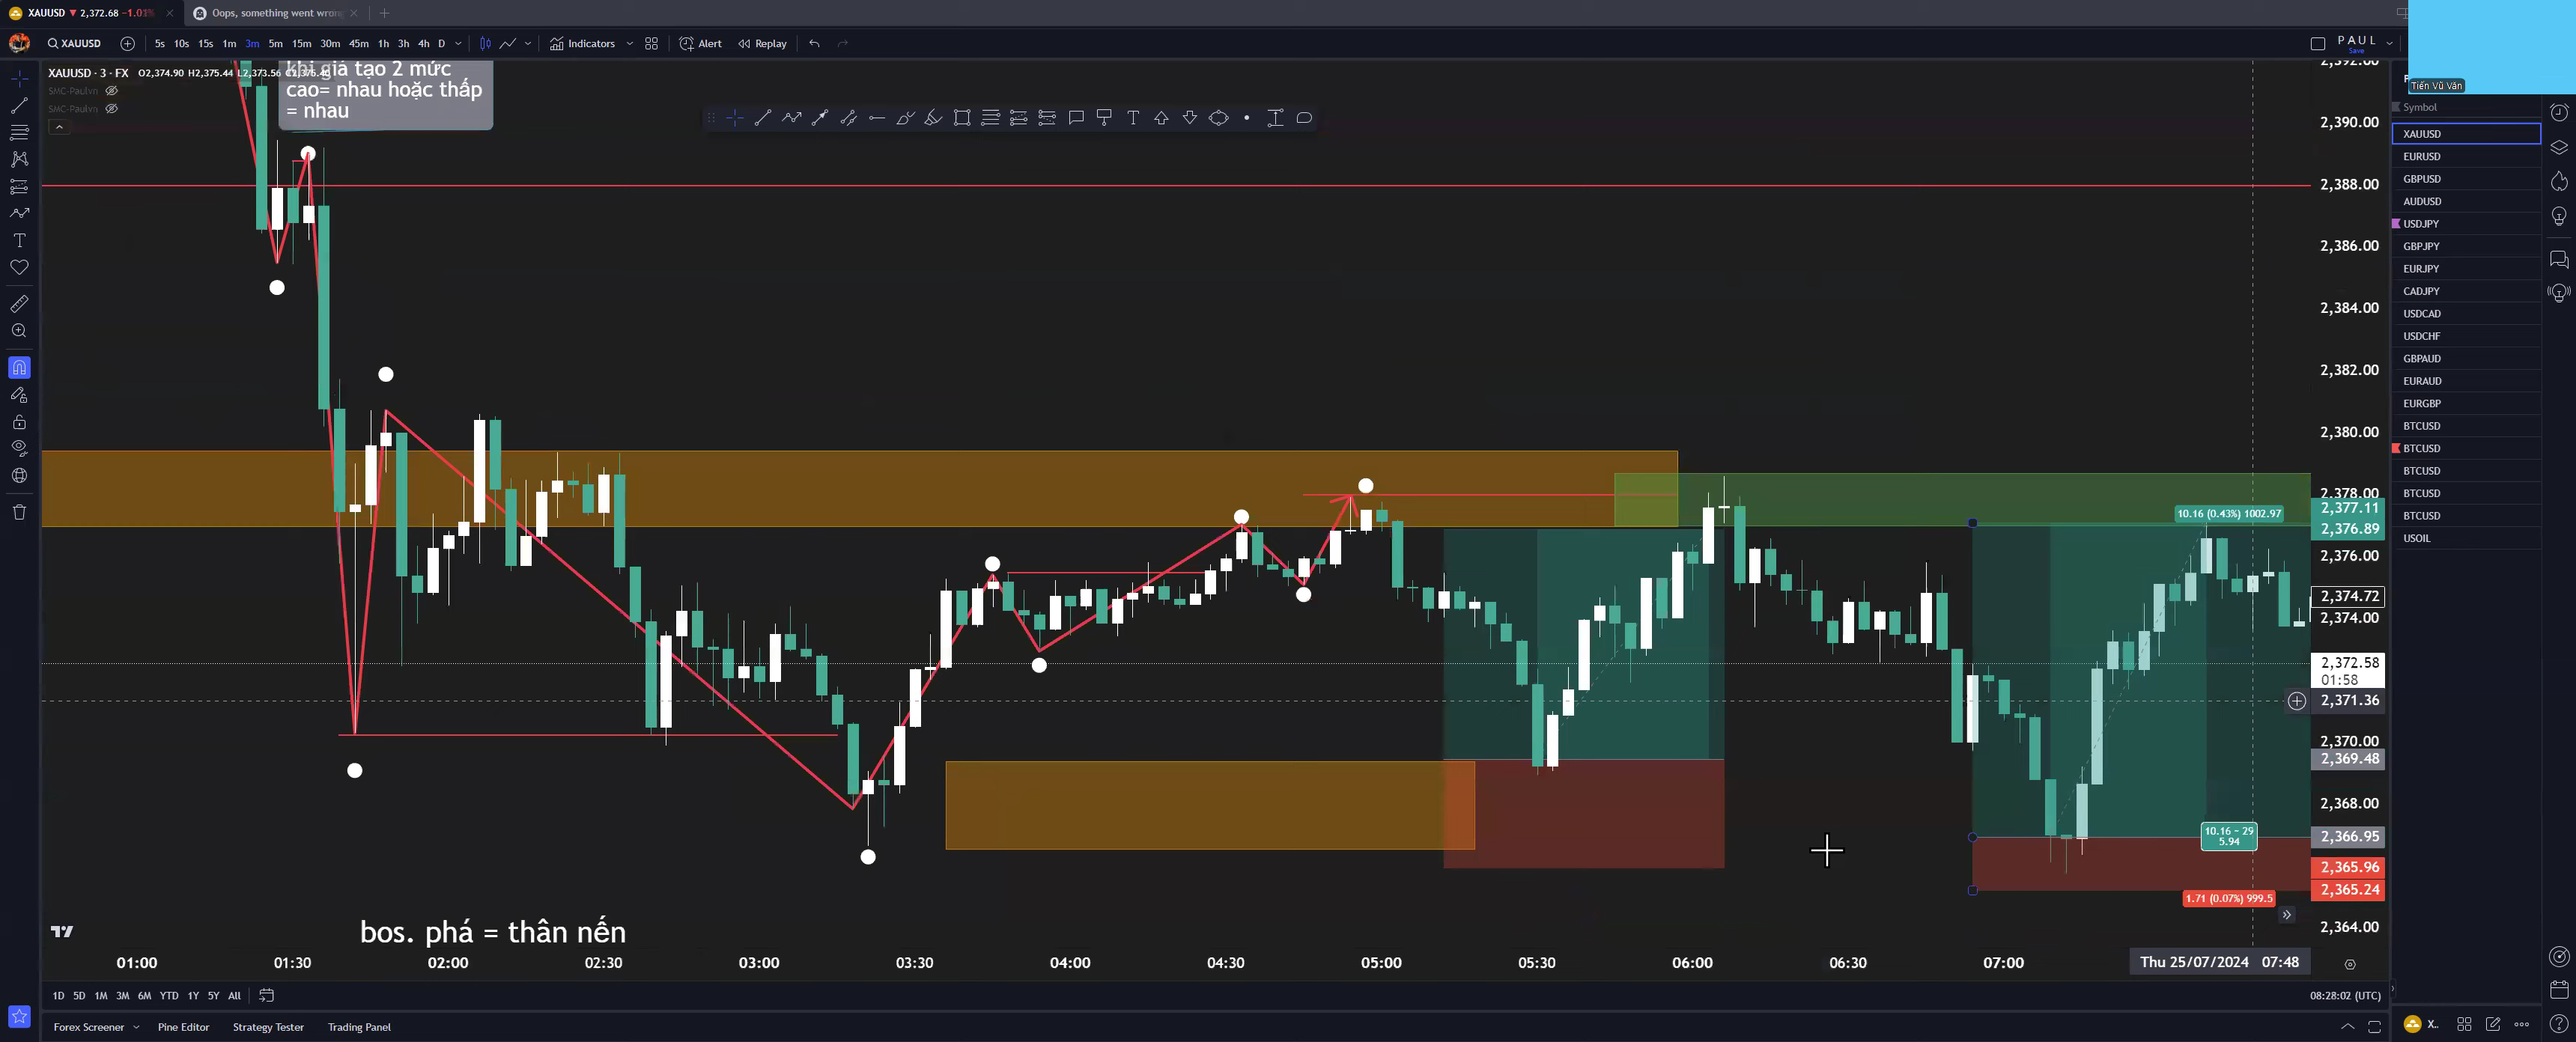 XAUUSD ▼ 2,372.68 −1.01%
Oops, something went wrong
XAUUSD 5s 10s 15s 1m 3m 5m 15m 30m 45m 1h 3h 4h D Indicators Alert Replay PAUL
Save
XAUUSD · 3 · FX O2,374.90 H2,375.44 L2,373.56
SMC-Paulvn
SMC-Paulvn
khi giá tạo 2 mức
cao= nhau hoặc thấp
= nhau
Tiến Vũ Văn
Symbol
XAUUSD
EURUSD
GBPUSD
AUDUSD
USDJPY
GBPJPY
EURJPY
CADJPY
USDCAD
USDCHF
GBPAUD
EURAUD
EURGBP
BTCUSD
BTCUSD
BTCUSD
BTCUSD
BTCUSD
USOIL
2,392.00
2,390.00
2,388.00
2,386.00
2,384.00
2,382.00
2,380.00
2,378.00
2,377.11
2,376.89
2,376.00
2,374.72
2,374.00
2,372.58
01:58
2,371.36
2,370.00
2,369.48
2,368.00
2,366.95
2,365.96
2,365.24
2,364.00
10.16 (0.43%) 1002.97
10.16 − 29
5.94
1.71 (0.07%) 999.5
bos. phá = thân nến
01:00 01:30 02:00 02:30 03:00 03:30 04:00 04:30 05:00 05:30 06:00 06:30 07:00 Thu 25/07/2024 07:48
1D 5D 1M 3M 6M YTD 1Y 5Y All
08:28:02 (UTC)
Forex Screener Pine Editor Strategy Tester Trading Panel
X..